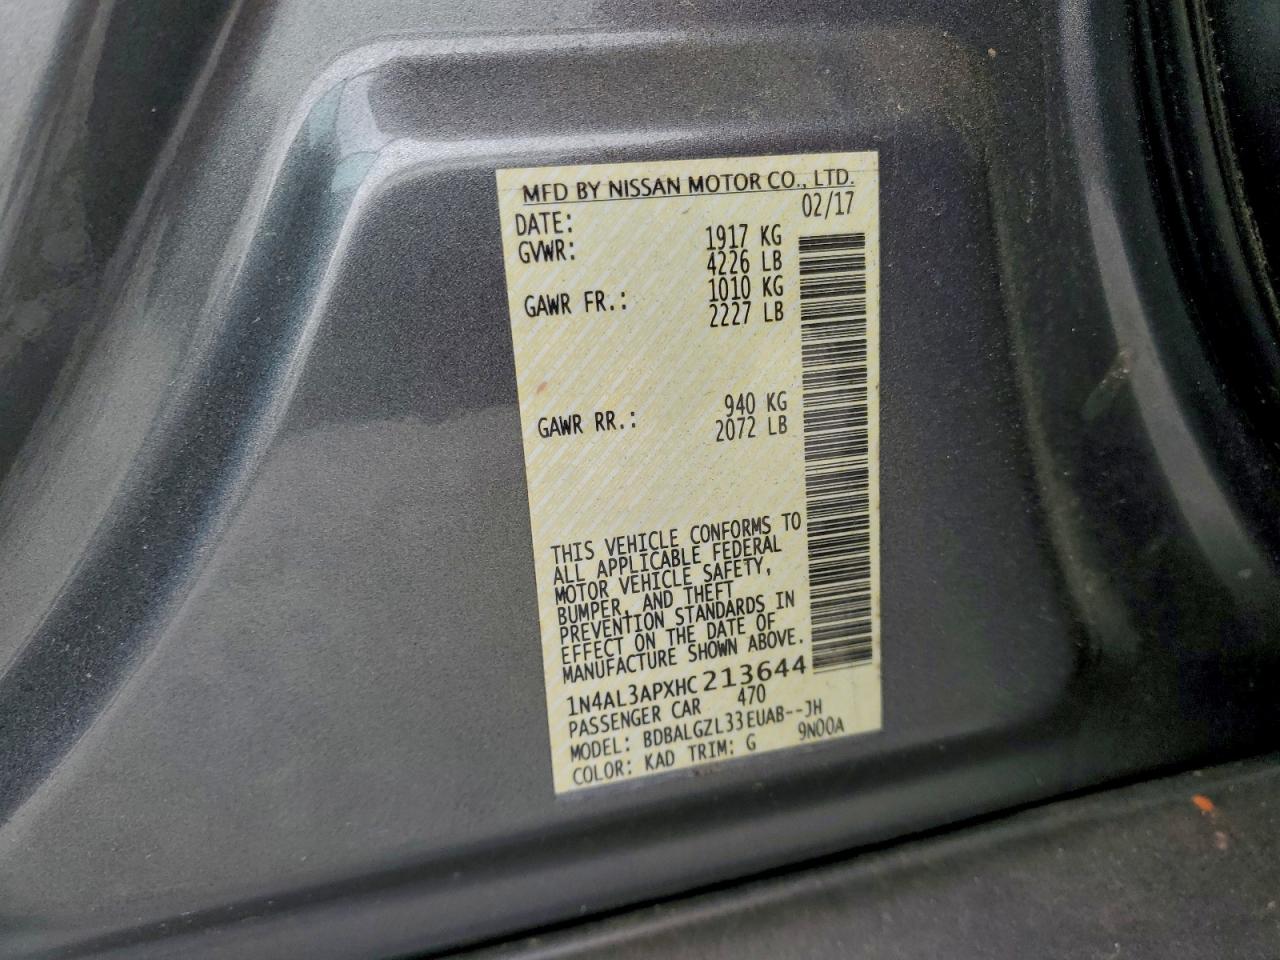 MFD BY NISSAN MOTOR CO., LTD.
DATE: 02/17
GVWR: 1917 KG
4226 LB
GAWR FR.: 1010 KG
2227 LB
GAWR RR.: 940 KG
2072 LB
THIS VEHICLE CONFORMS TO
ALL APPLICABLE FEDERAL
MOTOR VEHICLE SAFETY,
BUMPER, AND THEFT
PREVENTION STANDARDS IN
EFFECT ON THE DATE OF
MANUFACTURE SHOWN ABOVE.
1N4AL3APXHC213644
PASSENGER CAR 470
MODEL: BDBALGZL33EUAB--JH
COLOR: KAD TRIM: G 9N00A